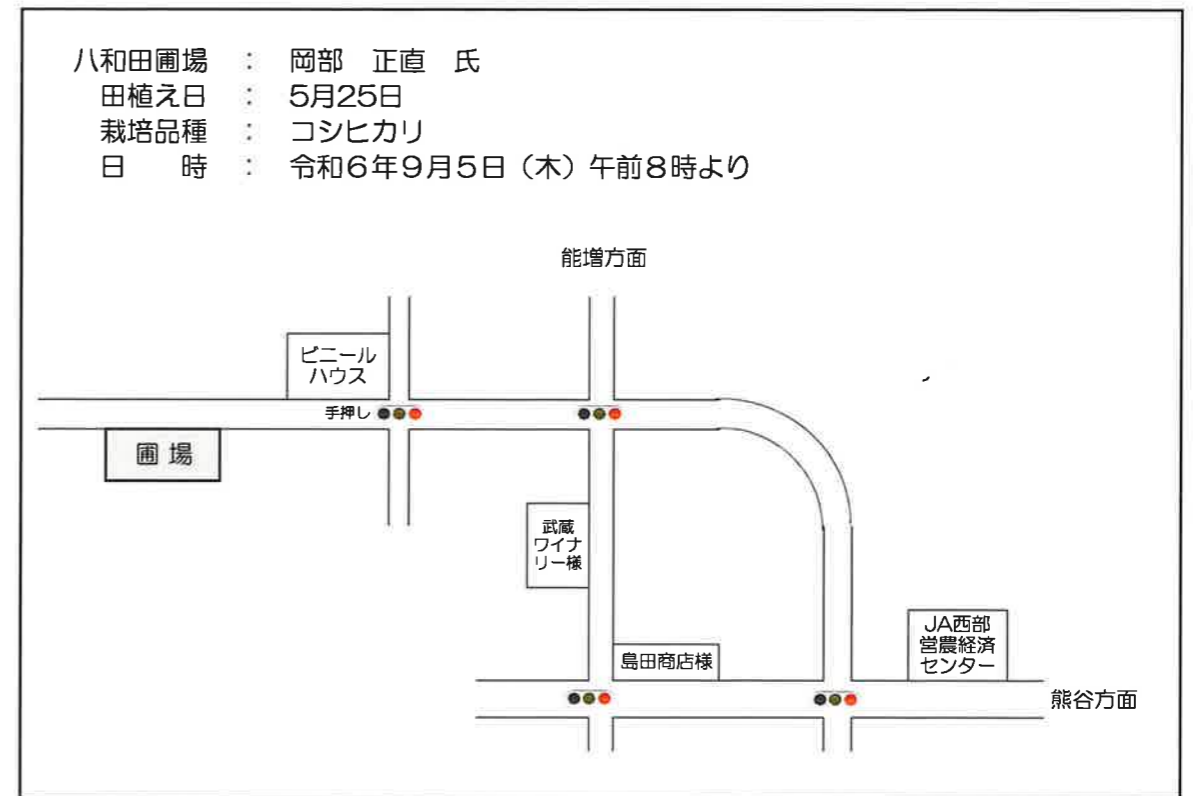 八和田圃場 : 岡部 正直 氏
田植え日 : 5月25日
栽培品種 : コシヒカリ
日 時 : 令和6年9月5日（木）午前8時より
能増方面
ビニール
ハウス
手押し
圃 場
武蔵
ワイナ
リー様
島田商店様
JA西部
営農経済
センター
熊谷方面